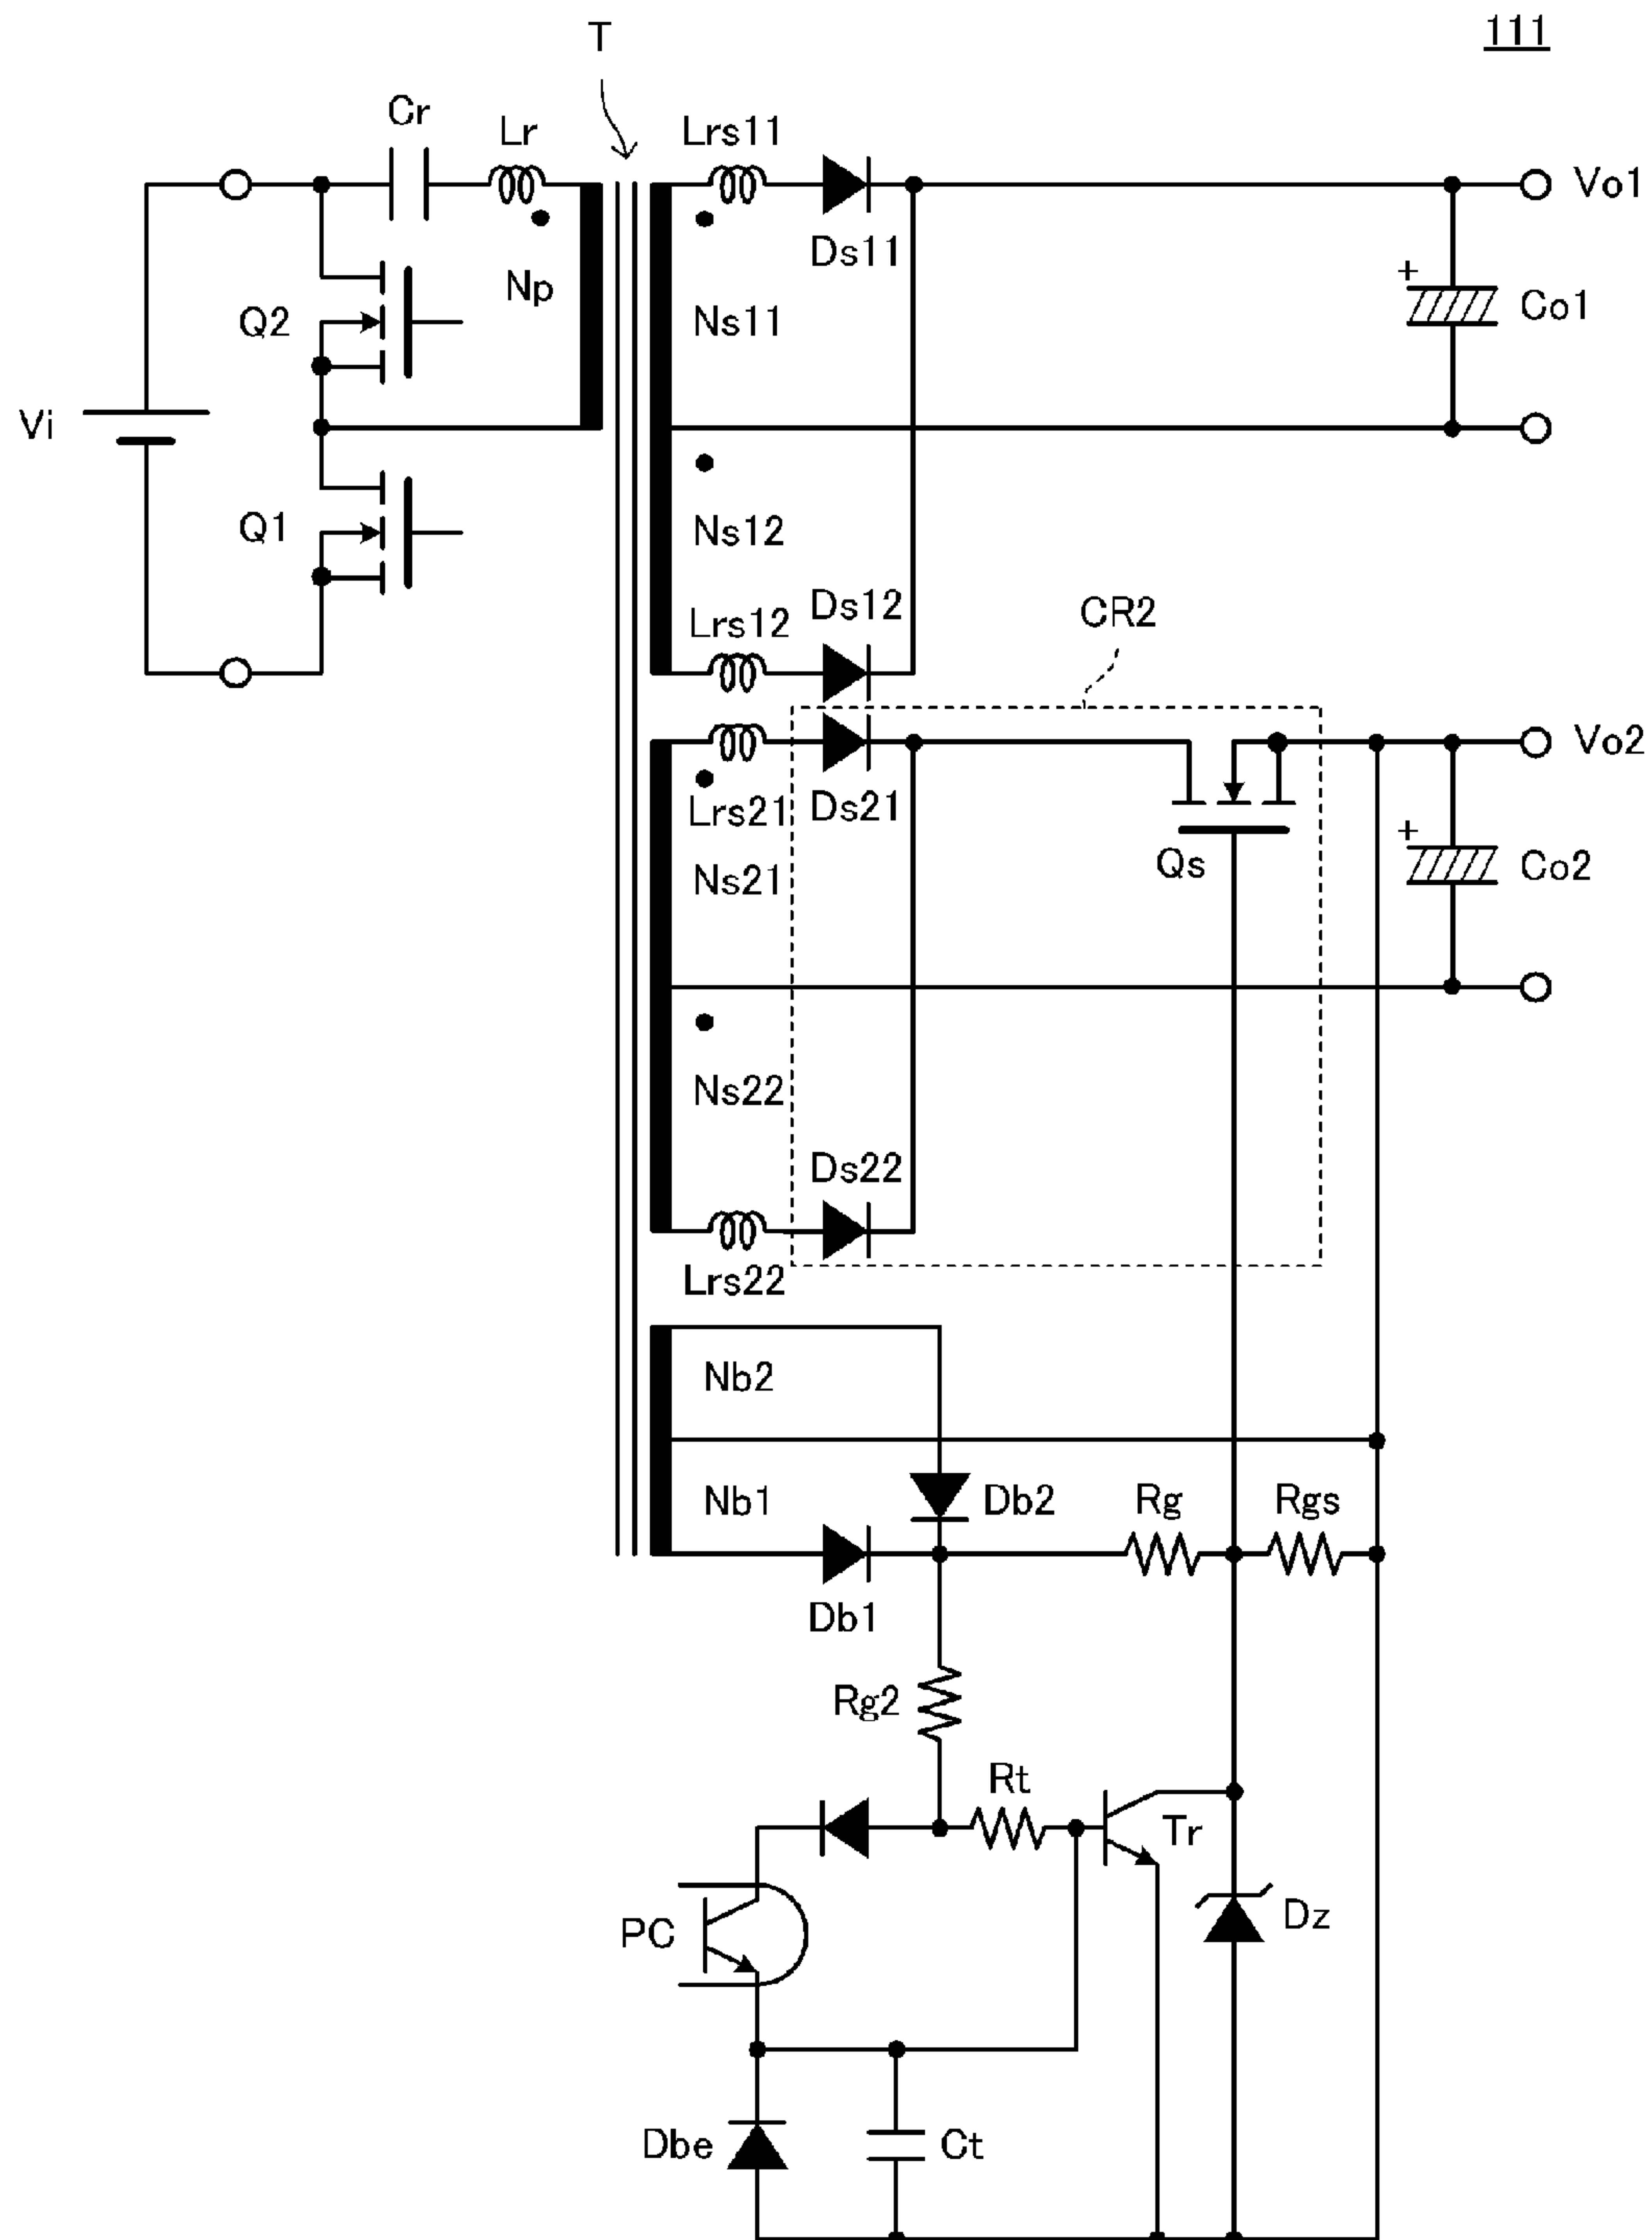 111
T
Cr
Lr
Lrs11
Vo1
Ds11
Np
+
Q2
Ns11
Co1
Vi
Q1
Ns12
Ds12
CR2
Lrs12
Vo2
Lrs21
Ds21
+
Qs
Co2
Ns21
Ns22
Ds22
Lrs22
Nb2
Nb1
Db2
Rg
Rgs
Db1
Rg2
Rt
Tr
PC
Dz
Dbe
Ct